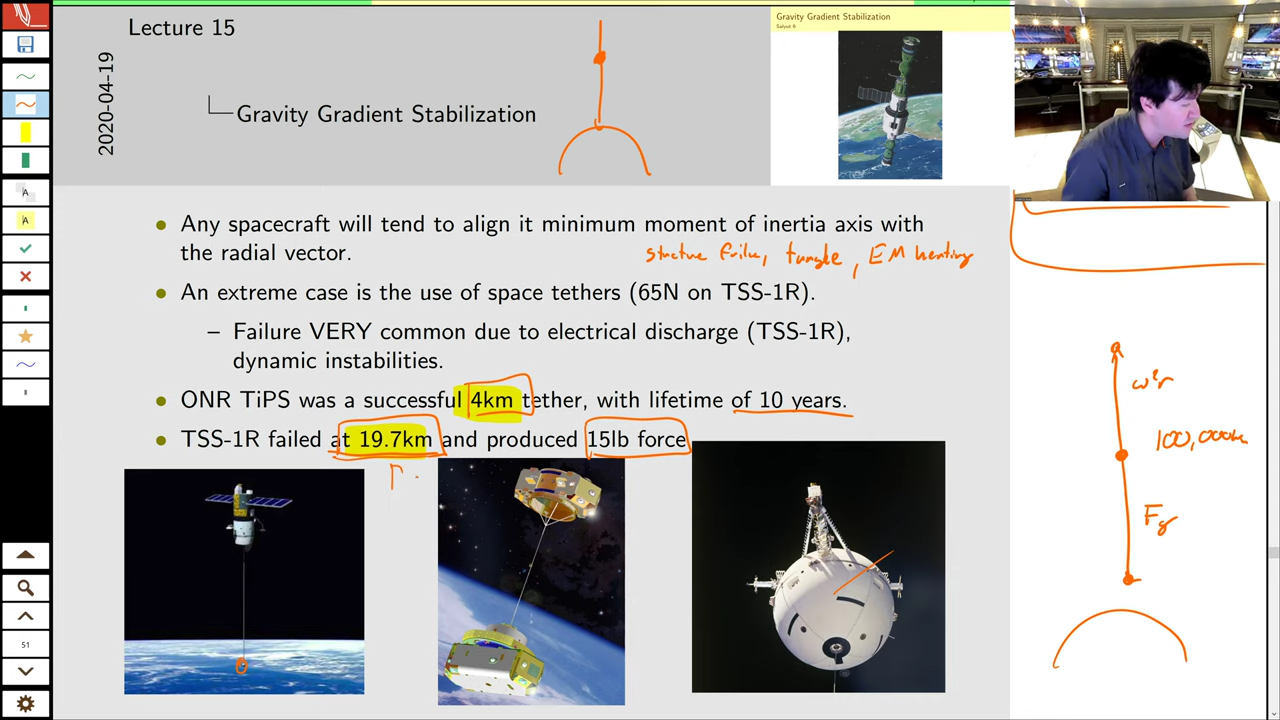 Lecture 15
2020-04-19
Gravity Gradient Stabilization
Gravity Gradient Stabilization
Salyut 6
• Any spacecraft will tend to align it minimum moment of inertia axis with
the radial vector.
tangle, EM heating
• An extreme case is the use of space tethers (65N on TSS-1R).
– Failure VERY common due to electrical discharge (TSS-1R),
dynamic instabilities.
• ONR TiPS was a successful 4km tether, with lifetime of 10 years.
• TSS-1R failed at 19.7km and produced 15lb force
ω²r
100,000k
Fg
A
A
51